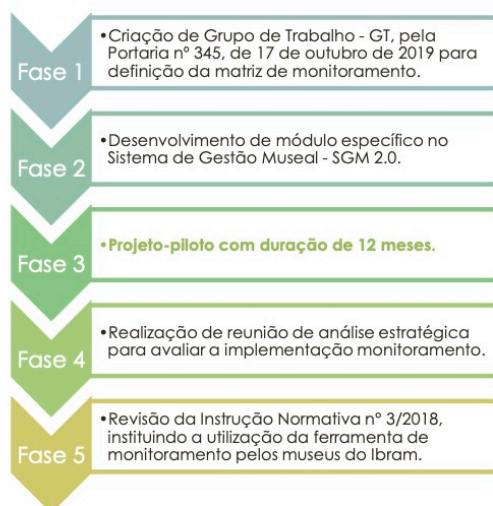 Fase 1
•Criação de Grupo de Trabalho - GT, pela
Portaria nº 345, de 17 de outubro de 2019 para
definição da matriz de monitoramento.
Fase 2
•Desenvolvimento de módulo específico no
Sistema de Gestão Museal - SGM 2.0.
Fase 3
•Projeto-piloto com duração de 12 meses.
Fase 4
•Realização de reunião de análise estratégica
para avaliar a implementação monitoramento.
Fase 5
•Revisão da Instrução Normativa nº 3/2018,
instituindo a utilização da ferramenta de
monitoramento pelos museus do Ibram.